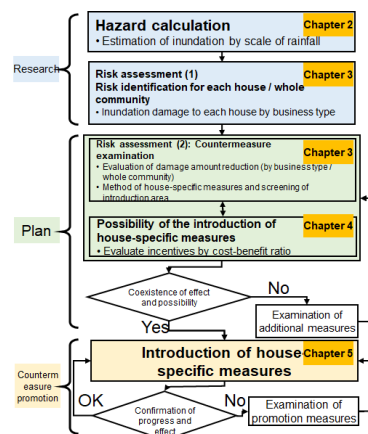 Hazard calculation
Chapter 2
• Estimation of inundation by scale of rainfall
Research
Risk assessment (1)
Chapter 3
Risk identification for each house / whole
community
• Inundation damage to each house by business type
Risk assessment (2): Countermeasure
Chapter 3
examination
• Evaluation of damage amount reduction (by business type /
whole community)
• Method of house-specific measures and screening of
introduction area
Plan
Possibility of the introduction of
Chapter 4
house-specific measures
• Evaluate incentives by cost-benefit ratio
Coexistence of effect
and possibility
No
Examination of
additional measures
Yes
Introduction of house-
Chapter 5
specific measures
Counterm
easure
promotion
OK
Confirmation of
progress and
effect
No
Examination of
promotion measures